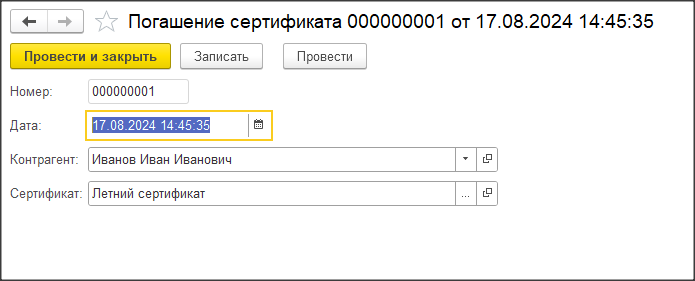 Погашение сертификата 000000001 от 17.08.2024 14:45:35
Провести и закрыть Записать Провести
Номер: 000000001
Дата: 17.08.2024 14:45:35
Контрагент: Иванов Иван Иванович
Сертификат: Летний сертификат ...